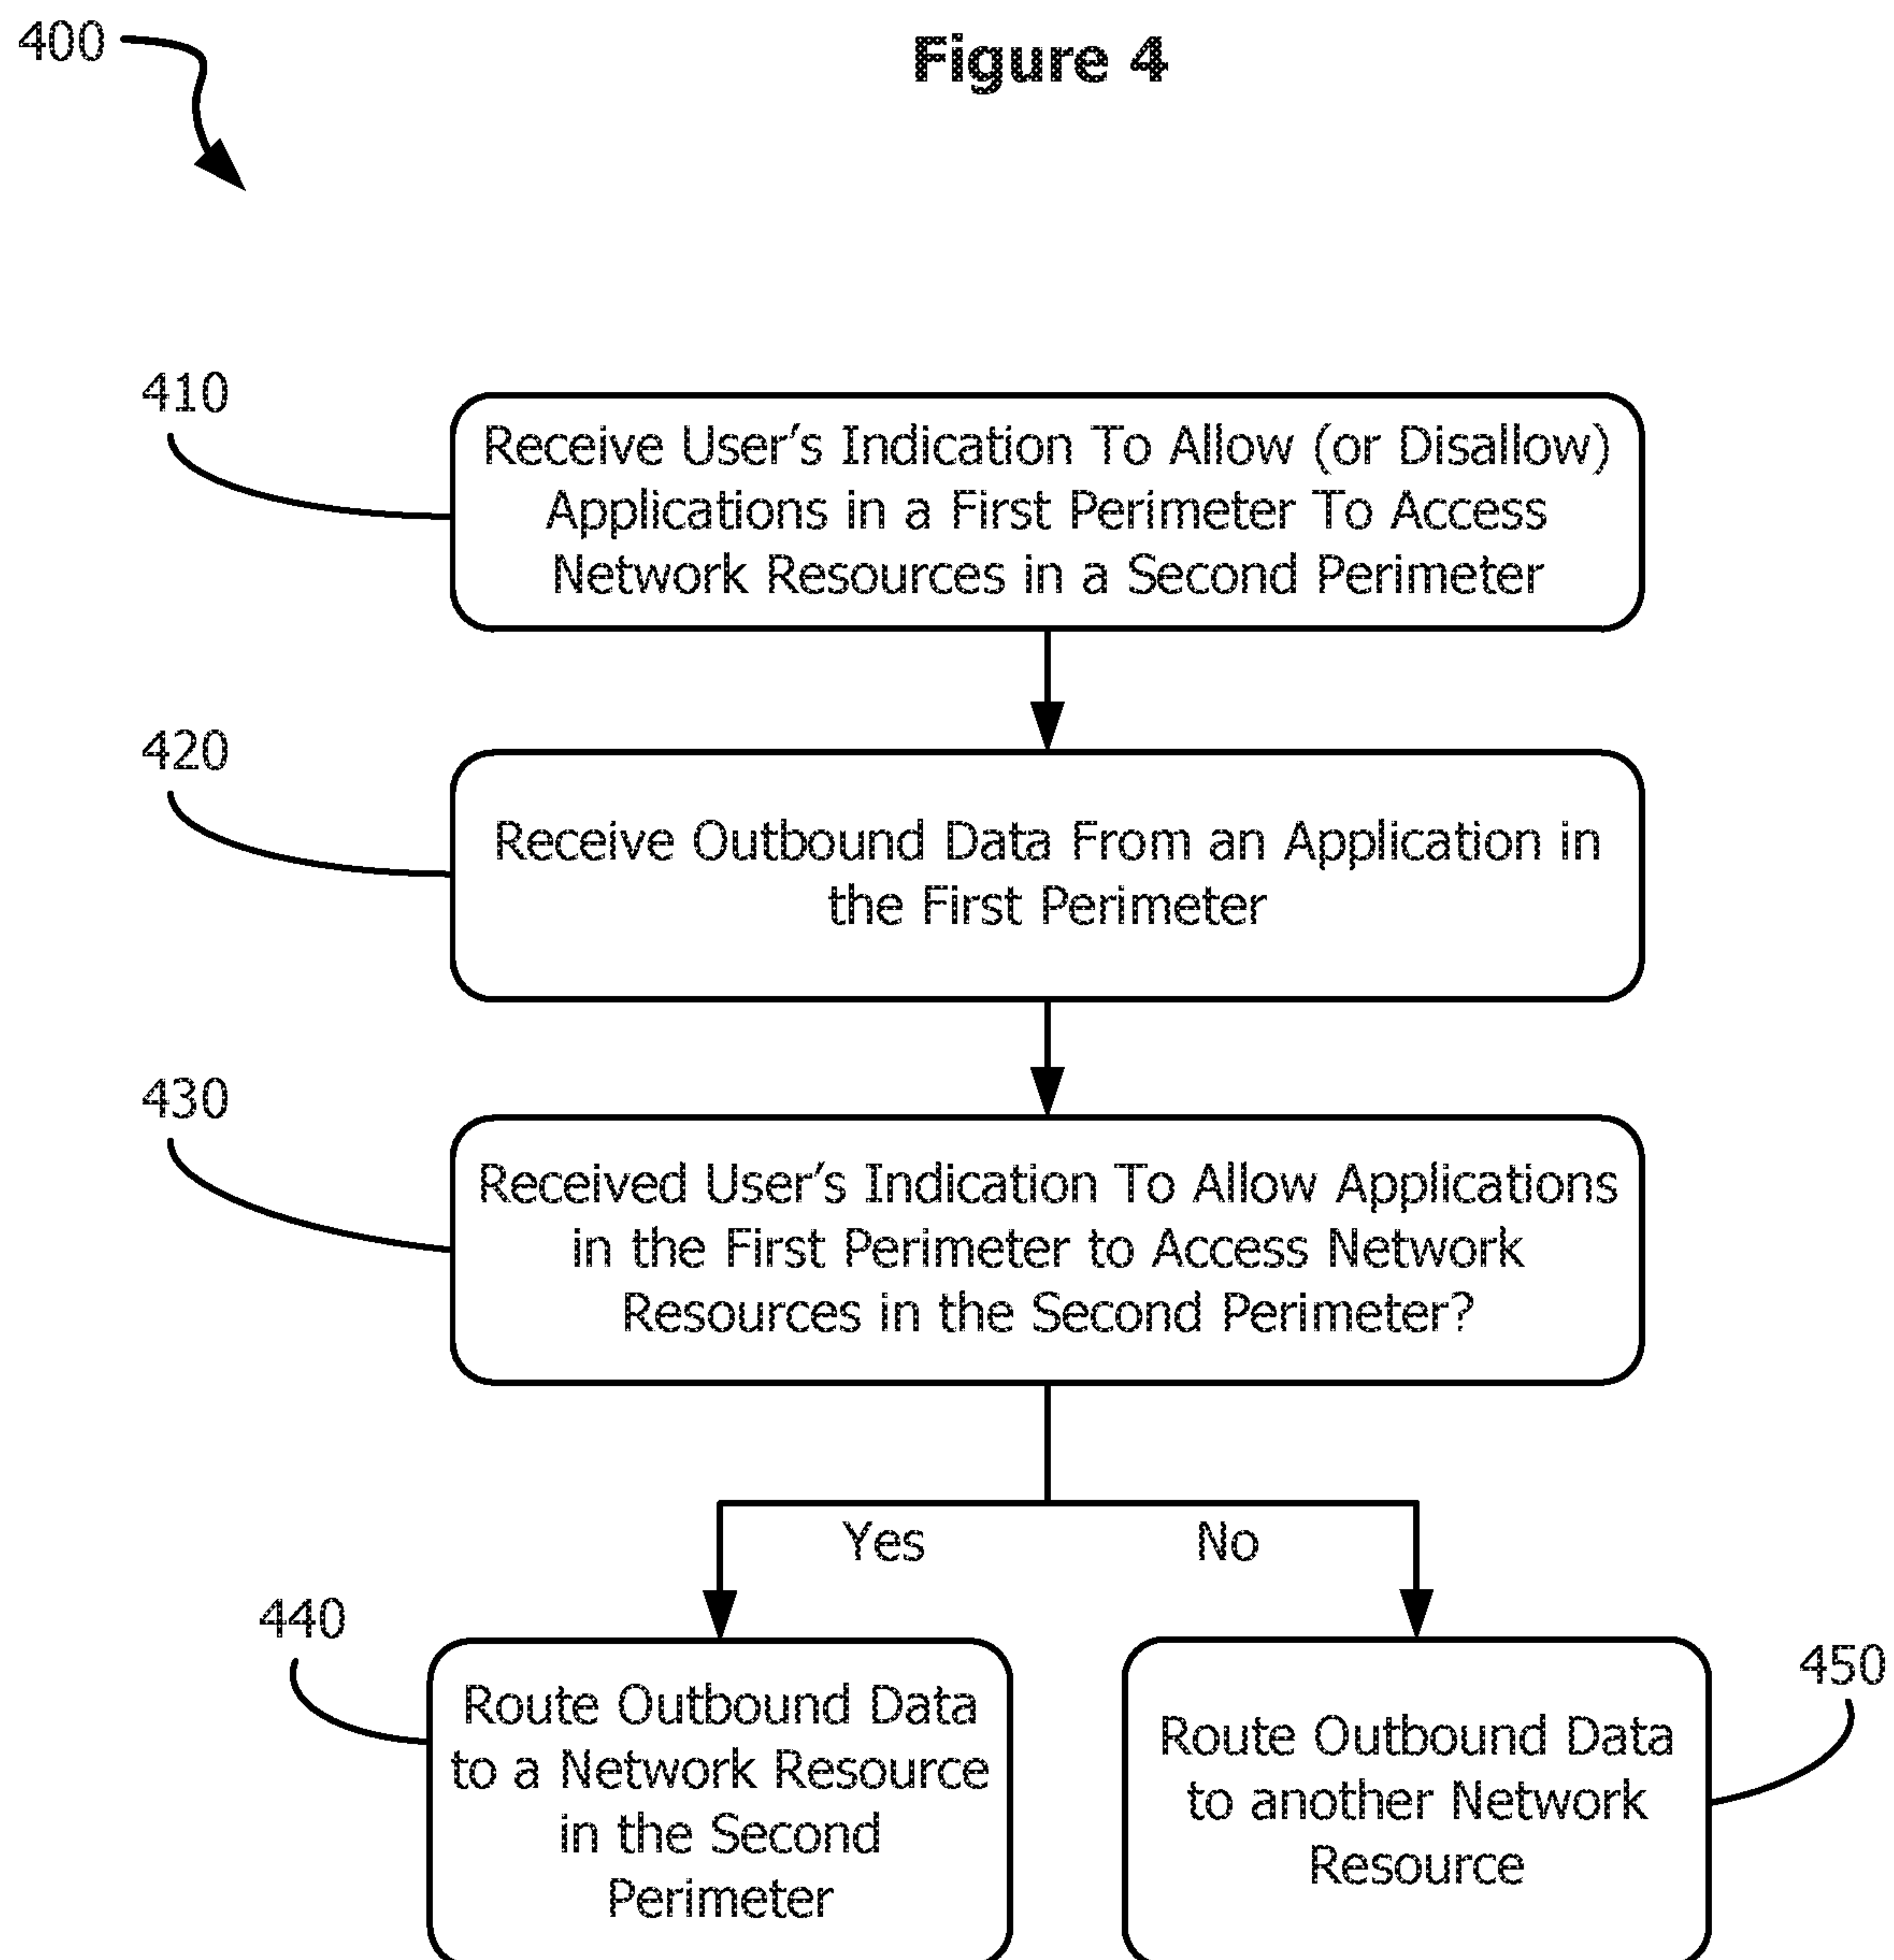 400
Figure 4
410
Receive User's Indication To Allow (or Disallow)
Applications in a First Perimeter To Access
Network Resources in a Second Perimeter
420
Receive Outbound Data From an Application in
the First Perimeter
430
Received User's Indication To Allow Applications
in the First Perimeter to Access Network
Resources in the Second Perimeter?
Yes
No
440
Route Outbound Data
to a Network Resource
in the Second
Perimeter
450
Route Outbound Data
to another Network
Resource